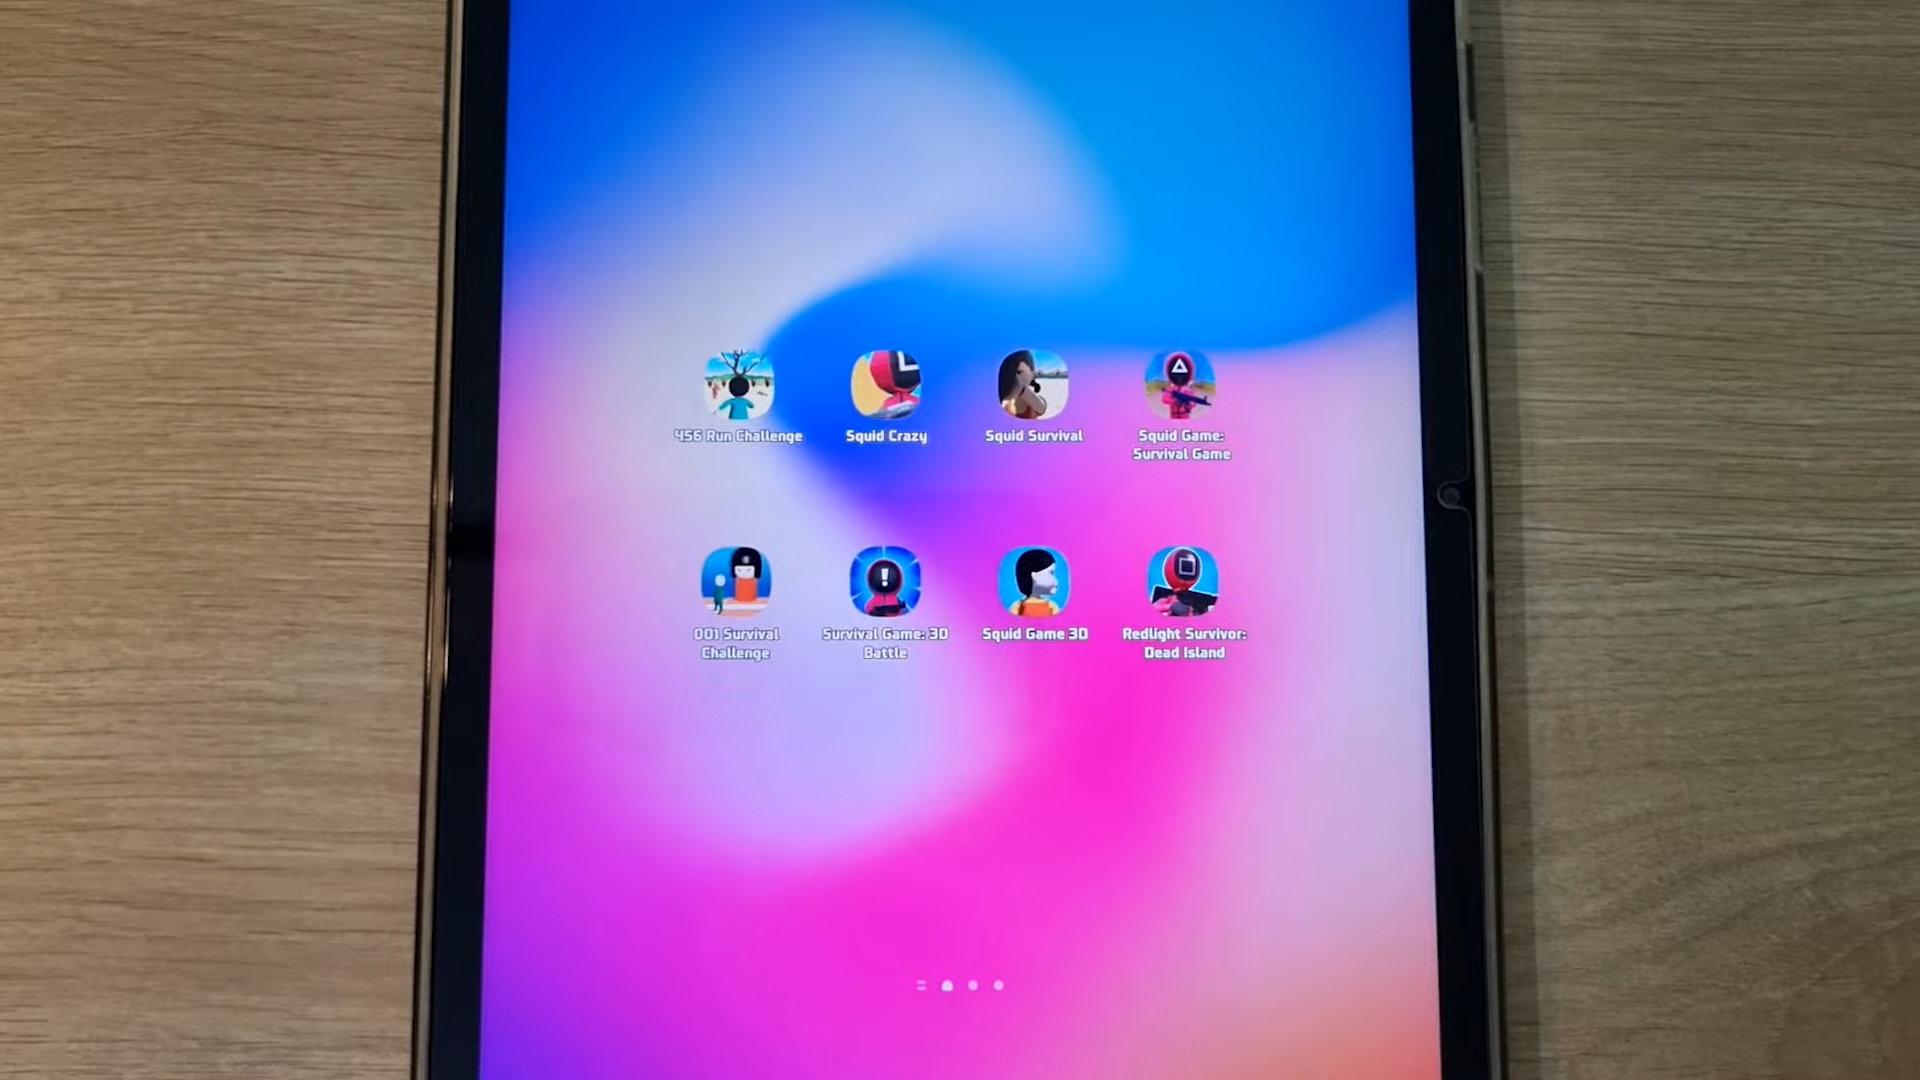 456 Run Challenge
Squid Crazy
Squid Survival
Squid Game:
Survival Game
001 Survival
Challenge
Survival Game: 3D
Battle
Squid Game 3D
Redlight Survivor:
Dead Island